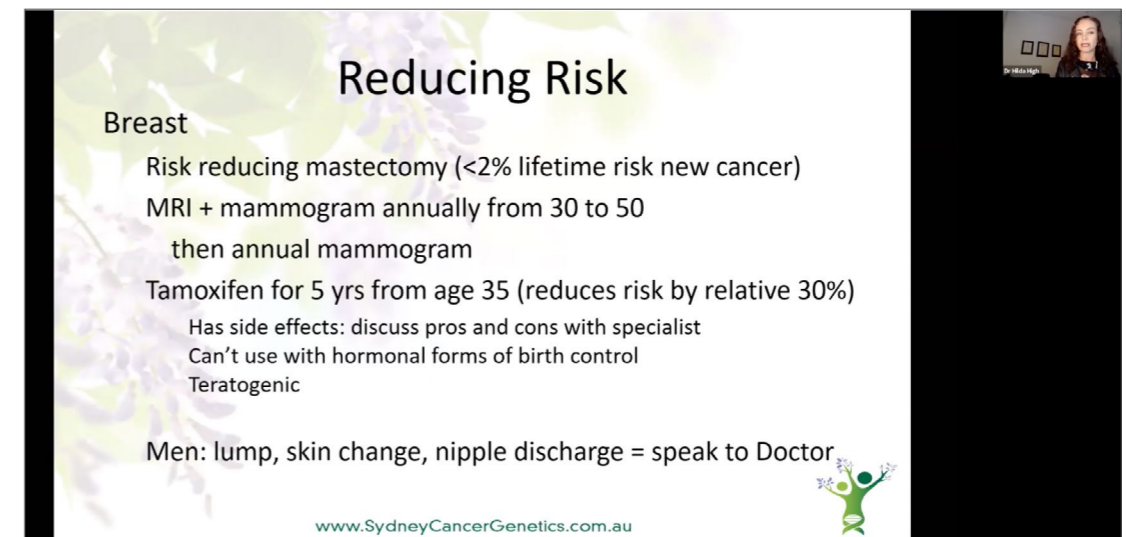 Reducing Risk
Breast
Risk reducing mastectomy (<2% lifetime risk new cancer)
MRI + mammogram annually from 30 to 50
then annual mammogram
Tamoxifen for 5 yrs from age 35 (reduces risk by relative 30%)
Has side effects: discuss pros and cons with specialist
Can't use with hormonal forms of birth control
Teratogenic
Men: lump, skin change, nipple discharge = speak to Doctor
www.SydneyCancerGenetics.com.au
Dr Hilda High